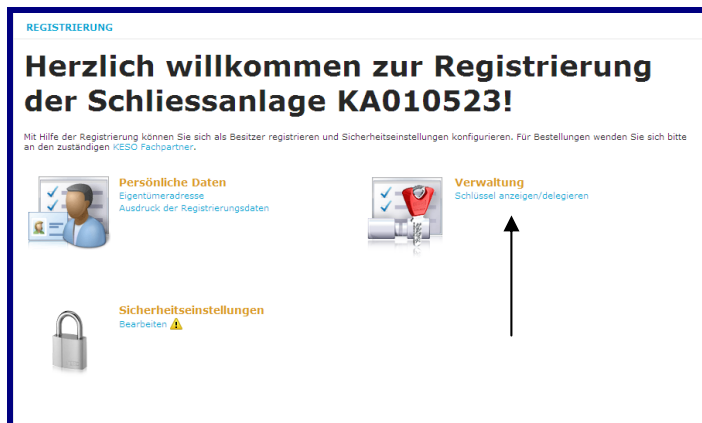 REGISTRIERUNG
Herzlich willkommen zur Registrierung
der Schliessanlage KA010523!
Mit Hilfe der Registrierung können Sie sich als Besitzer registrieren und Sicherheitseinstellungen konfigurieren. Für Bestellungen wenden Sie sich bitte
an den zuständigen KESO Fachpartner.
Persönliche Daten
Eigentümeradresse
Ausdruck der Registrierungsdaten
Verwaltung
Schlüssel anzeigen/delegieren
Sicherheitseinstellungen
Bearbeiten